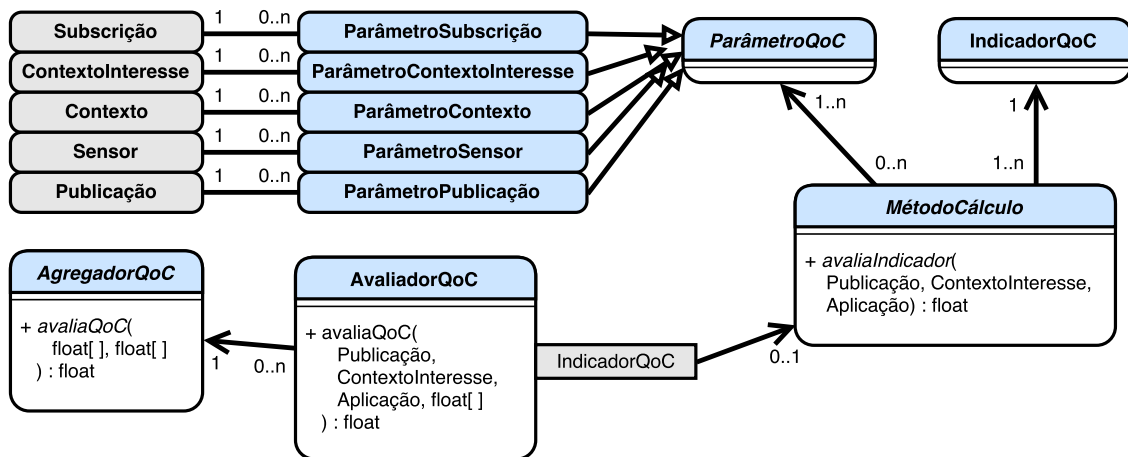 Subscrição 1 0..n ParâmetroSubscrição
ContextoInteresse 1 0..n ParâmetroContextoInteresse
Contexto 1 0..n ParâmetroContexto
Sensor 1 0..n ParâmetroSensor
Publicação 1 0..n ParâmetroPublicação
ParâmetroQoC
IndicadorQoC
1..n
1
0..n
1..n
MétodoCálculo
+ avaliaIndicador(
Publicação, ContextoInteresse,
Aplicação) : float
AgregadorQoC
+ avaliaQoC(
float[ ], float[ ]
) : float
1
0..n
AvaliadorQoC
+ avaliaQoC(
Publicação,
ContextoInteresse,
Aplicação, float[ ]
) : float
IndicadorQoC
0..1